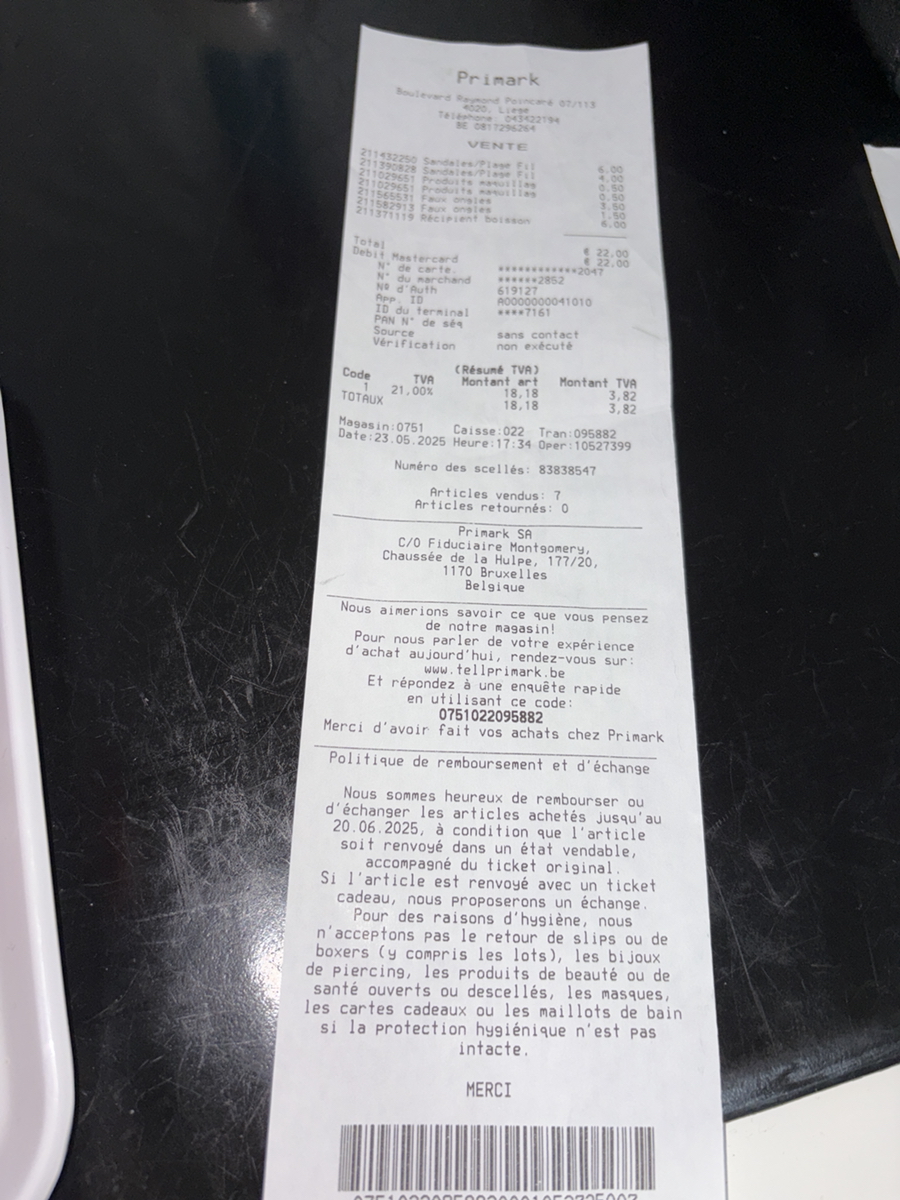 Primark
Boulevard Raymond Poincaré 07/113
4020, Liese
Téléphone: 043422194
BE 0817296264
VENTE
211432250 Sandales/Plage Fil 6.00
211390828 Sandales/Plage Fil 4.00
211029651 Produits maquillas 0.50
211029651 Produits maquillas 0.50
211565531 Faux ongles 3.50
211582913 Faux ongles 1.50
211371119 Récipient boisson 6.00
Total € 22.00
Debit Mastercard € 22.00
N° de carte. ************2047
N° du marchand ******2852
Nº d'Auth 619127
App. ID A0000000041010
ID du terminal ****7161
PAN N° de séq
Source sans contact
Vérification non exécuté
(Résumé TVA)
Code TVA Montant art Montant TVA
1 21,00% 18,18 3,82
TOTAUX 18,18 3,82
Magasin:0751 Caisse:022 Tran:095882
Date:23.05.2025 Heure:17:34 Oper:10527399
Numéro des scellés: 83838547
Articles vendus: 7
Articles retournés: 0
Primark SA
C/O Fiduciaire Montgomery,
Chaussée de la Hulpe, 177/20,
1170 Bruxelles
Belgique
Nous aimerions savoir ce que vous pensez
de notre magasin!
Pour nous parler de votre expérience
d'achat aujourd'hui, rendez-vous sur:
www.tellprimark.be
Et répondez à une enquête rapide
en utilisant ce code:
0751022095882
Merci d'avoir fait vos achats chez Primark
Politique de remboursement et d'échange
Nous sommes heureux de rembourser ou
d'échanger les articles achetés jusqu'au
20.06.2025, à condition que l'article
soit renvoyé dans un état vendable,
accompagné du ticket original.
Si l'article est renvoyé avec un ticket
cadeau, nous proposerons un échange.
Pour des raisons d'hygiène, nous
n'acceptons pas le retour de slips ou de
boxers (y compris les lots), les bijoux
de piercing, les produits de beauté ou de
santé ouverts ou descellés, les masques,
les cartes cadeaux ou les maillots de bain
si la protection hygiénique n'est pas
intacte.
MERCI